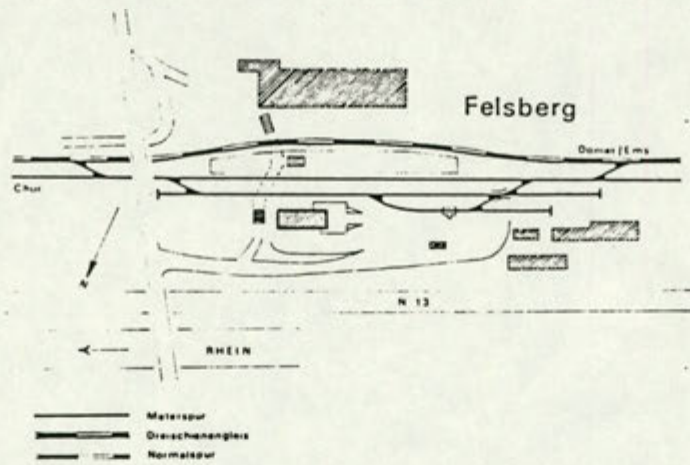 Felsberg
Domat/Ems
Chur
N
N 13
RHEIN
Meterspur
Dreischienengleis
Normalspur